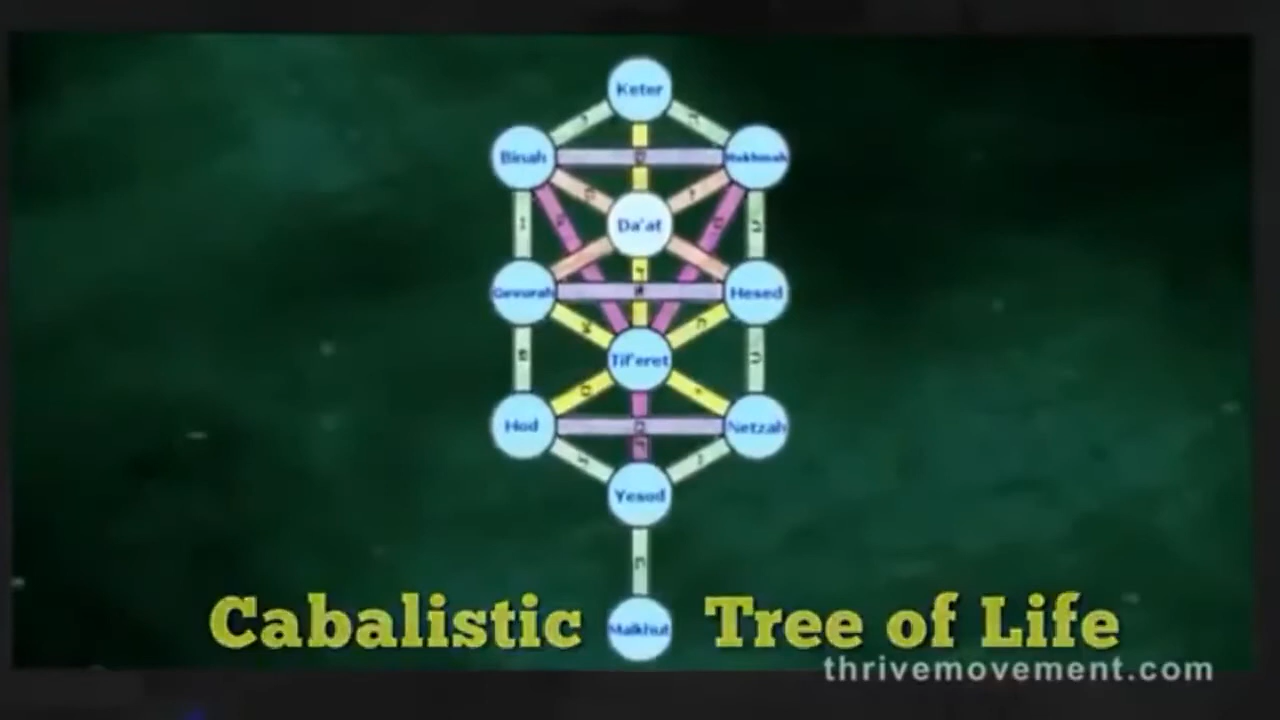 Keter
Binah
Hokhmah
Da'at
Gevurah
Hesed
Tif'eret
Hod
Netzah
Yesod
Malkhut
Cabalistic Tree of Life
thrivemovement.com